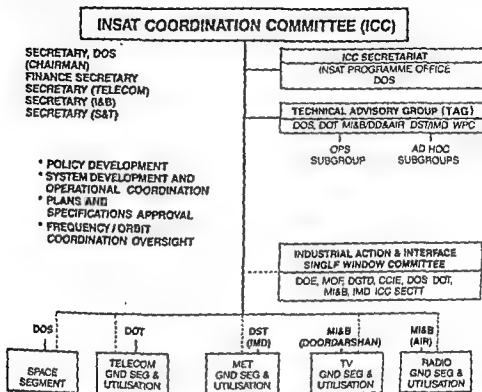 INSAT COORDINATION COMMITTEE (ICC)
SECRETARY, DOS
(CHAIRMAN)
FINANCE SECRETARY
SECRETARY (TELECOM)
SECRETARY (I&B)
SECRETARY (S&T)
* POLICY DEVELOPMENT
* SYSTEM DEVELOPMENT AND
OPERATIONAL COORDINATION
* PLANS AND
SPECIFICATIONS APPROVAL
* FREQUENCY/ORBIT
COORDINATION OVERSIGHT
ICC SECRETARIAT
INSAT PROGRAMME OFFICE
DOS
TECHNICAL ADVISORY GROUP (TAG)
DOS, DOT MI&B/DD&AIR DST/IMD WPC
OPS
SUBGROUP
AD HOC
SUBGROUPS
INDUSTRIAL ACTION & INTERFACE
SINGLE WINDOW COMMITTEE
DOE, MOF, DGTD, CCIE, DOS DOT,
MI&B, IMD ICG SECTT
DOS
SPACE
SEGMENT
DOT
TELECOM
GND SEG &
UTILISATION
DST
(IMD)
MET
GND SEG &
UTILISATION
MI&B
(DOORDARSHAN)
TV
GND SEG &
UTILISATION
MI&B
(AIR)
RADIO
GND SEG &
UTILISATION